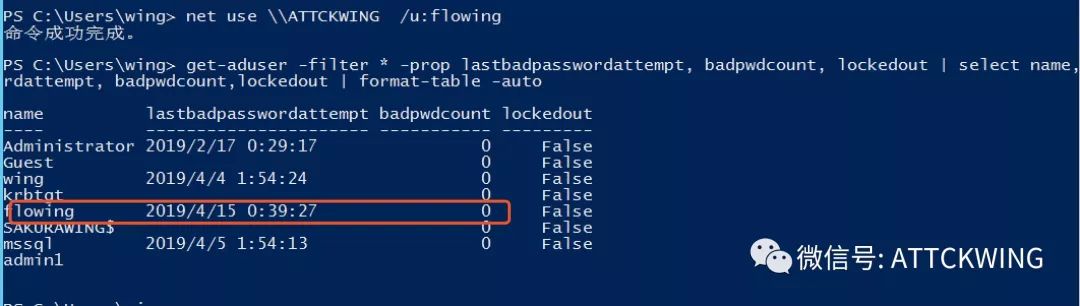 PS C:\Users\wing> net use \\ATTCKWING  /u:flowing
命令成功完成。
PS C:\Users\wing> get-aduser -filter * -prop lastbadpasswordattempt, badpwdcount, lockedout | select name,
rdattempt, badpwdcount,lockedout | format-table -auto
name          lastbadpasswordattempt badpwdcount lockedout
----          ---------------------- ----------- ---------
Administrator 2019/2/17 0:29:17                0     False
Guest                                          0     False
wing          2019/4/4 1:54:24                 0     False
krbtgt                                         0     False
flowing       2019/4/15 0:39:27                0     False
SAKURAWING$                                    0     False
mssql         2019/4/5 1:54:13                 0     False
admin1
微信号: ATTCKWING
PS C:\Users\wing>